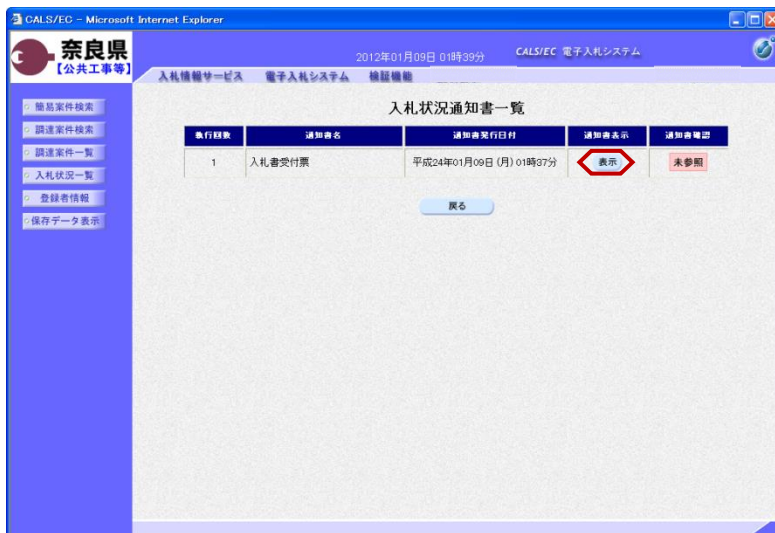 CALS/EC - Microsoft Internet Explorer
奈良県
【公共工事等】
2012年01月09日 01時39分
CALS/EC 電子入札システム
入札情報サービス 電子入札システム 検証機能
簡易案件検索
調達案件検索
調達案件一覧
入札状況一覧
登録者情報
保存データ表示
入札状況通知書一覧
執行回数 通知書名 通知書発行日付 通知書表示 通知書確認
1 入札書受付票 平成24年01月09日 (月) 01時37分 表示 未参照
戻る